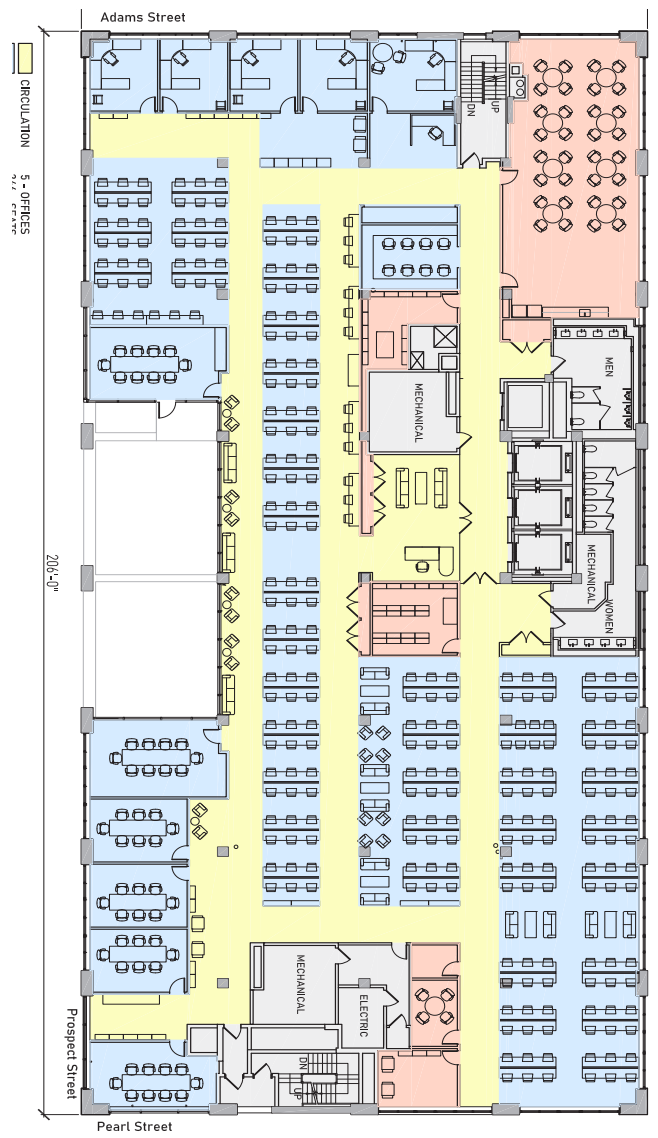 Adams Street
CIRCULATION
5 - OFFICES
UP
DN
MEN
MECHANICAL
206'-0"
MECHANICAL
WOMEN
MECHANICAL
ELECTRIC
DN
UP
Prospect Street
Pearl Street